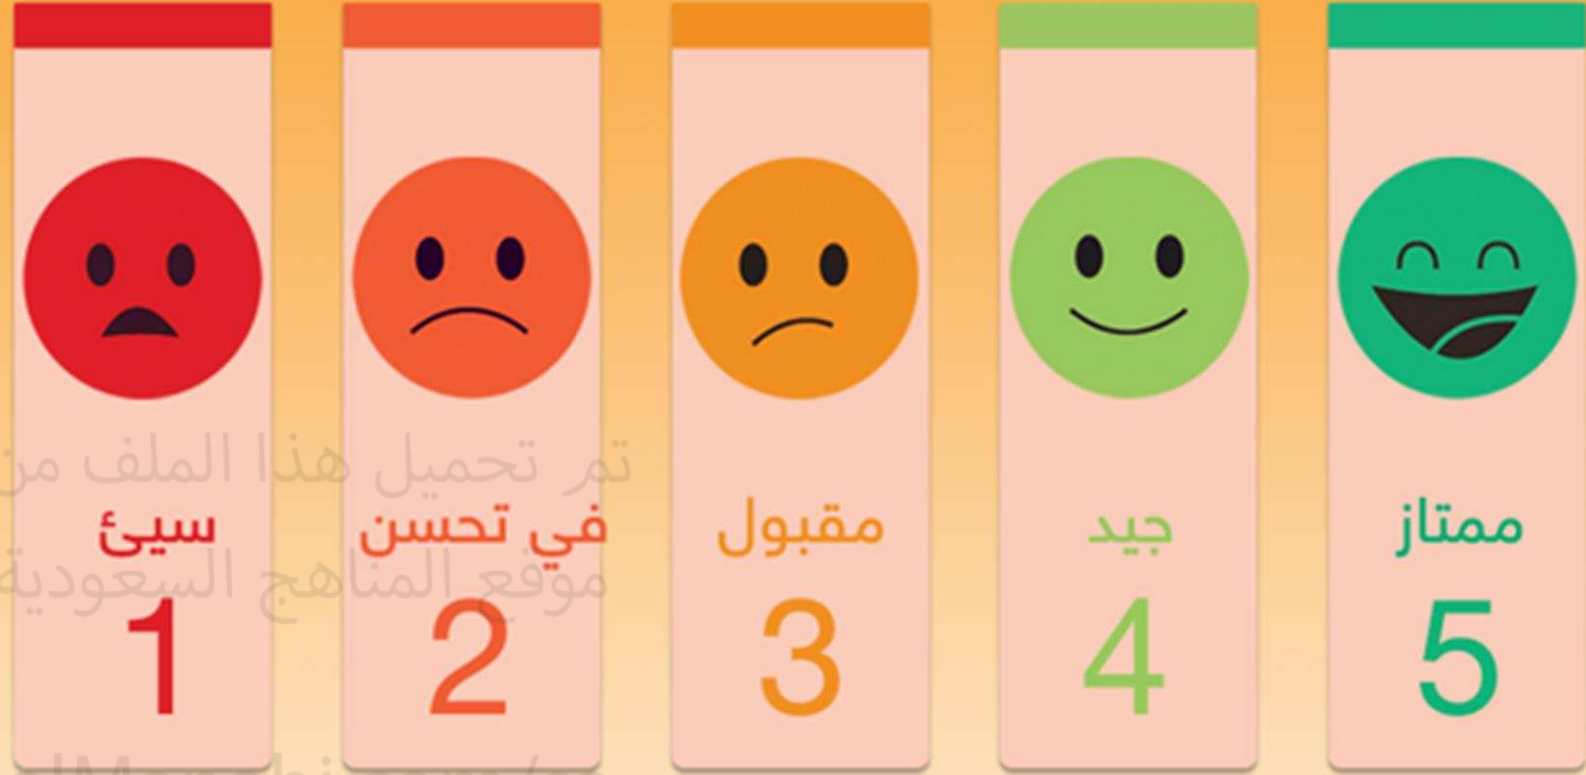 ممتاز
5
جيد
4
مقبول
3
في تحسن
2
سيئ
1
تم تحميل هذا الملف من
موقع المناهج السعودية